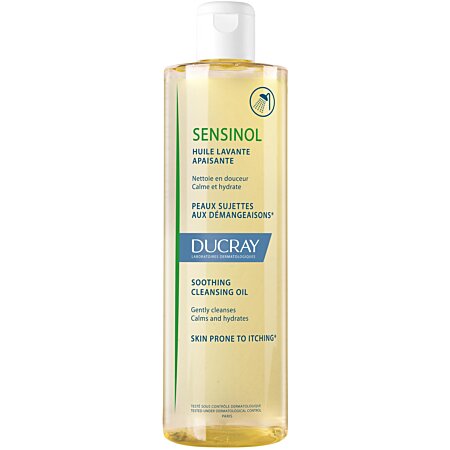 SENSINOL
HUILE LAVANTE
APAISANTE
Nettoie en douceur
Calme et hydrate
PEAUX SUJETTES
AUX DÉMANGEAISONS*
DUCRAY
LABORATOIRES DERMATOLOGIQUES
SOOTHING
CLEANSING OIL
Gently cleanses
Calms and hydrates
SKIN PRONE TO ITCHING*
TESTÉ SOUS CONTRÔLE DERMATOLOGIQUE
TESTED UNDER DERMATOLOGICAL CONTROL
PARIS